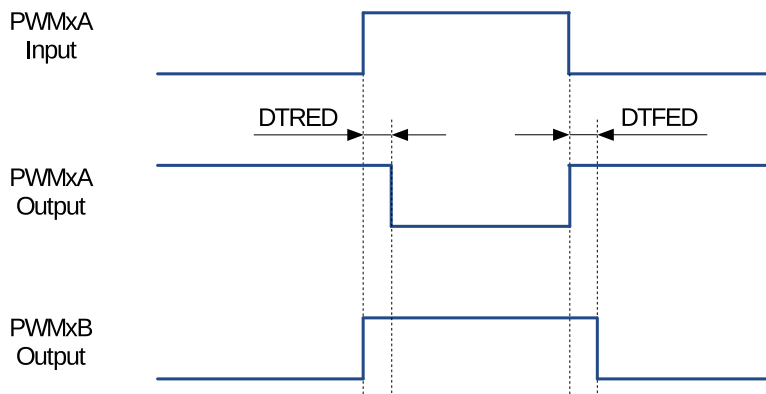 PWMxA
Input
DTRED
DTFED
PWMxA
Output
PWMxB
Output